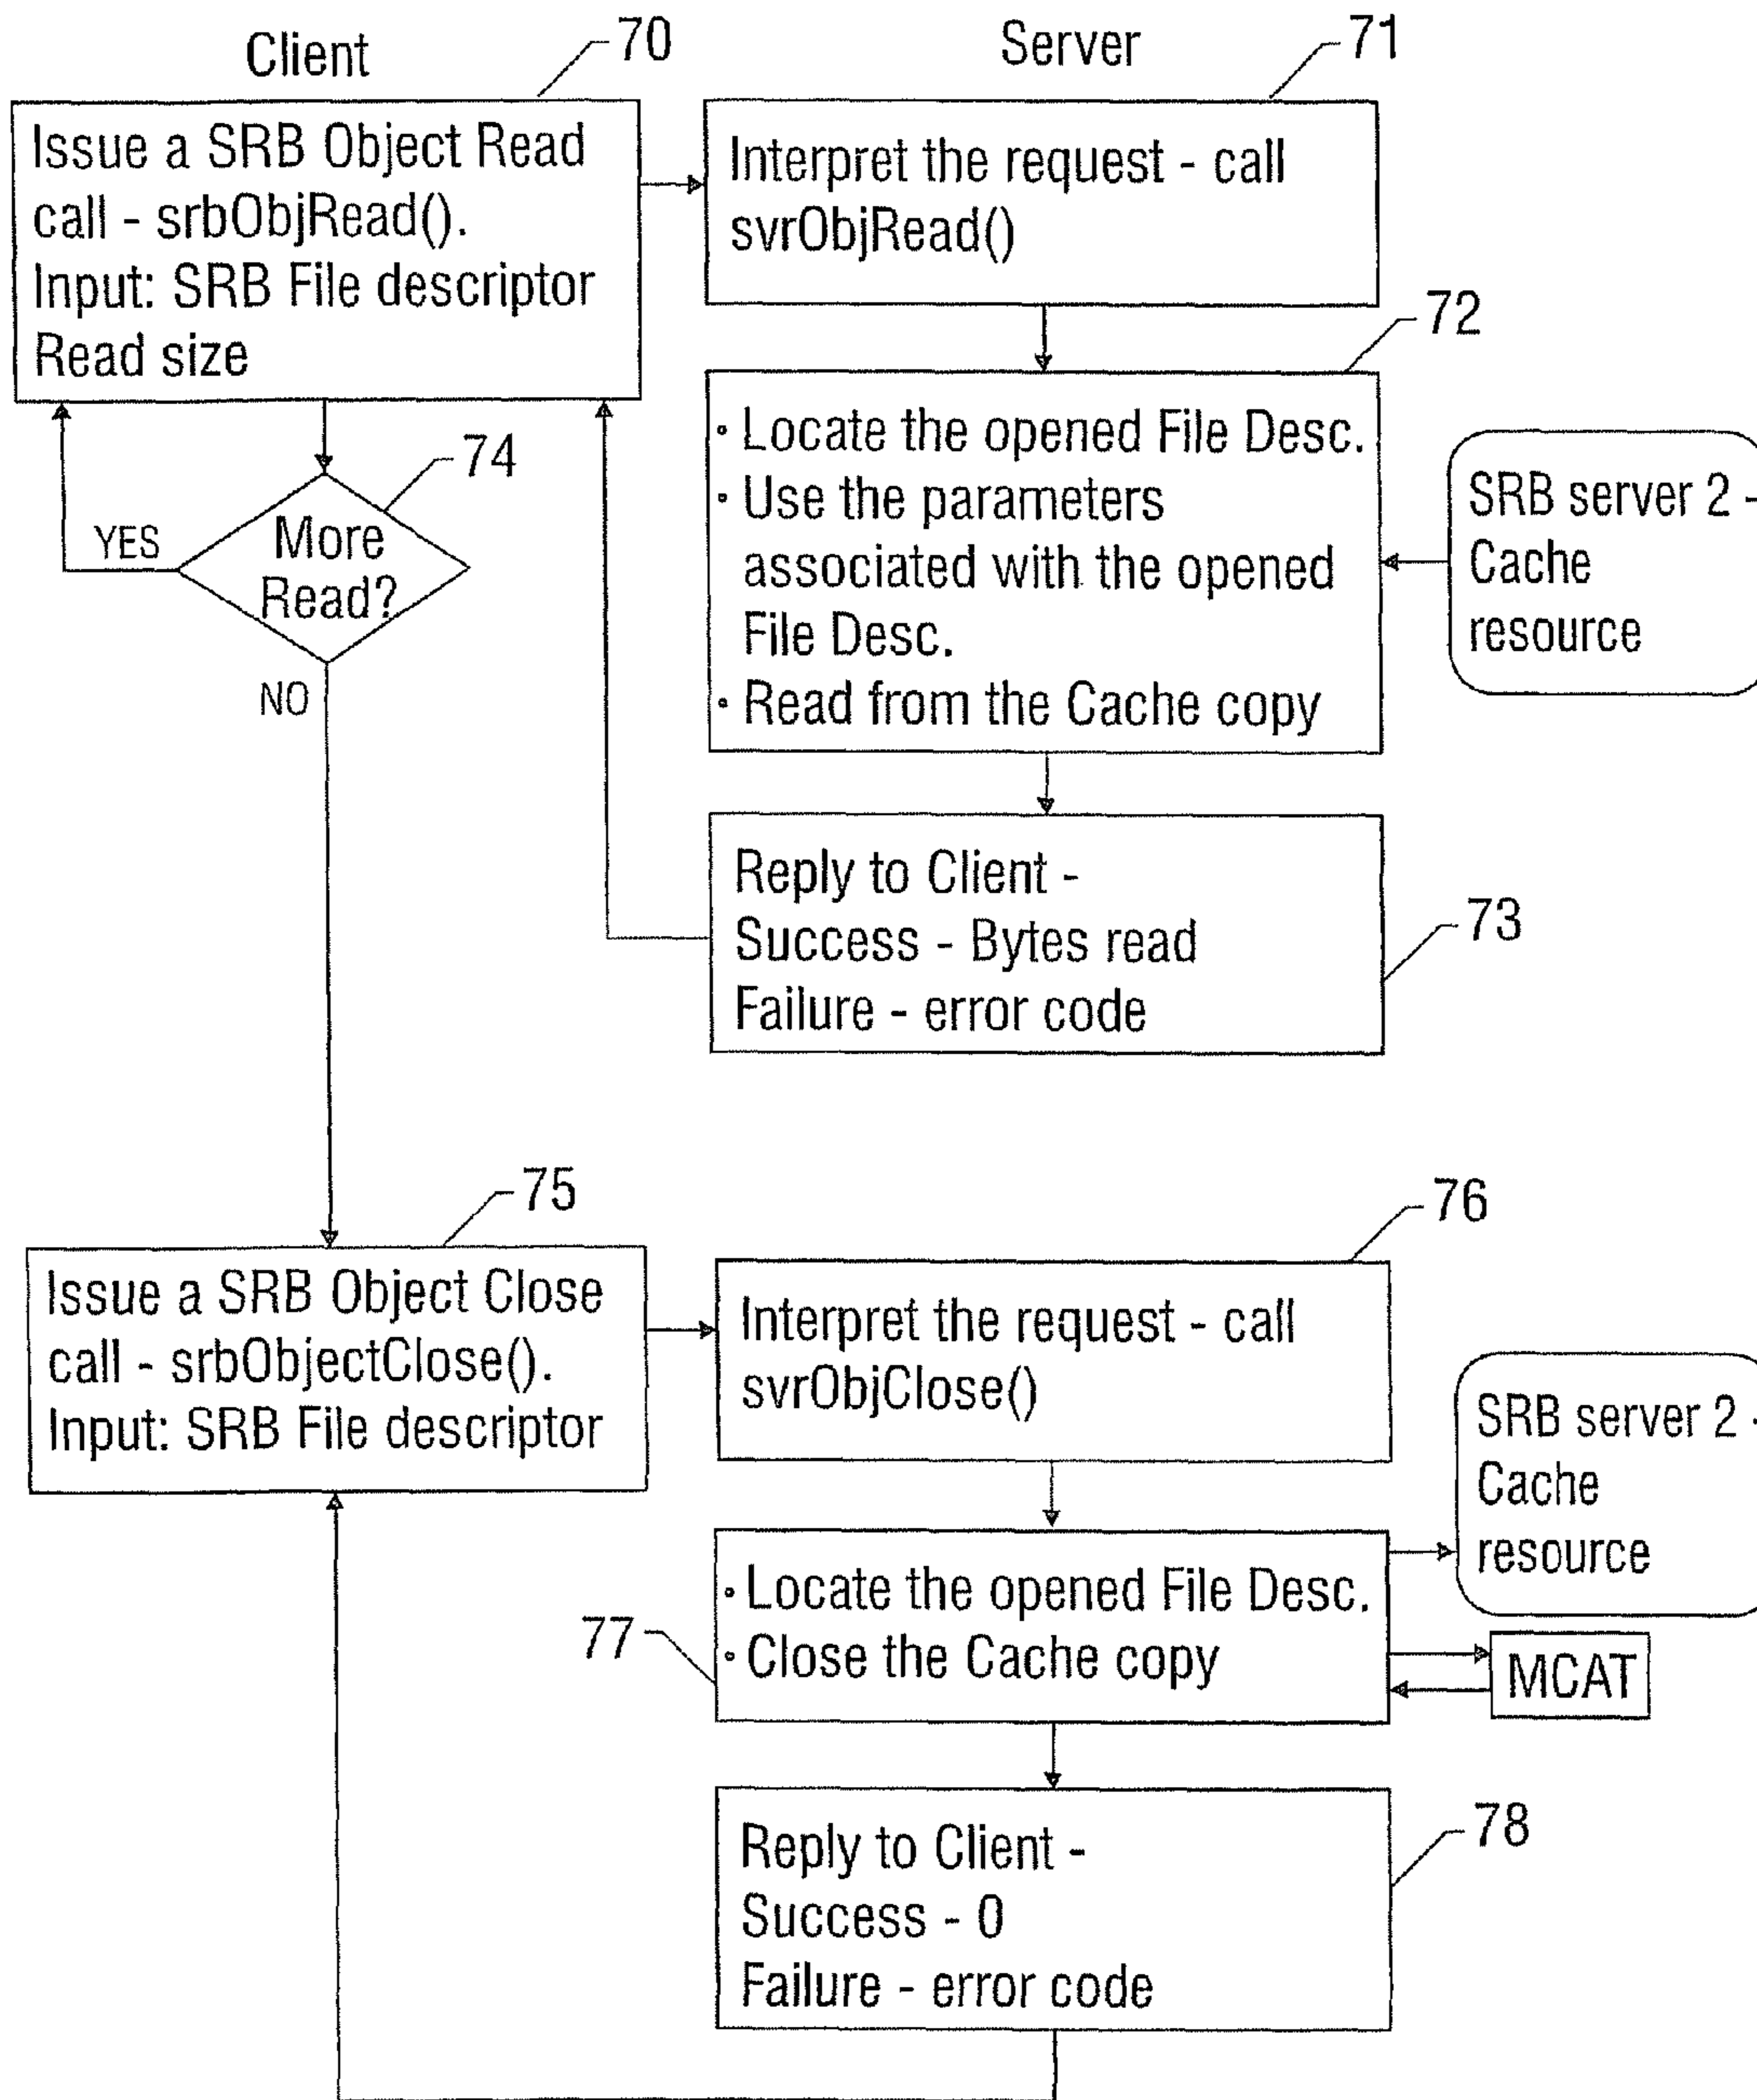 Client
70
Server
71
Issue a SRB Object Read
call - srbObjRead().
Input: SRB File descriptor
Read size
Interpret the request - call
svrObjRead()
72
• Locate the opened File Desc.
• Use the parameters
associated with the opened
File Desc.
• Read from the Cache copy
SRB server 2 -
Cache
resource
74
More
Read?
YES
NO
Reply to Client -
Success - Bytes read
Failure - error code
73
75
Issue a SRB Object Close
call - srbObjectClose().
Input: SRB File descriptor
76
Interpret the request - call
svrObjClose()
SRB server 2 -
Cache
resource
77
• Locate the opened File Desc.
• Close the Cache copy
MCAT
Reply to Client -
Success - 0
Failure - error code
78